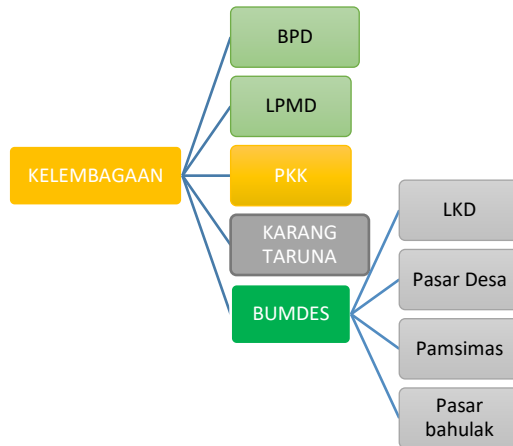 KELEMBAGAAN
BPD
LPMD
PKK
KARANG
TARUNA
BUMDES
LKD
Pasar Desa
Pamsimas
Pasar
bahulak